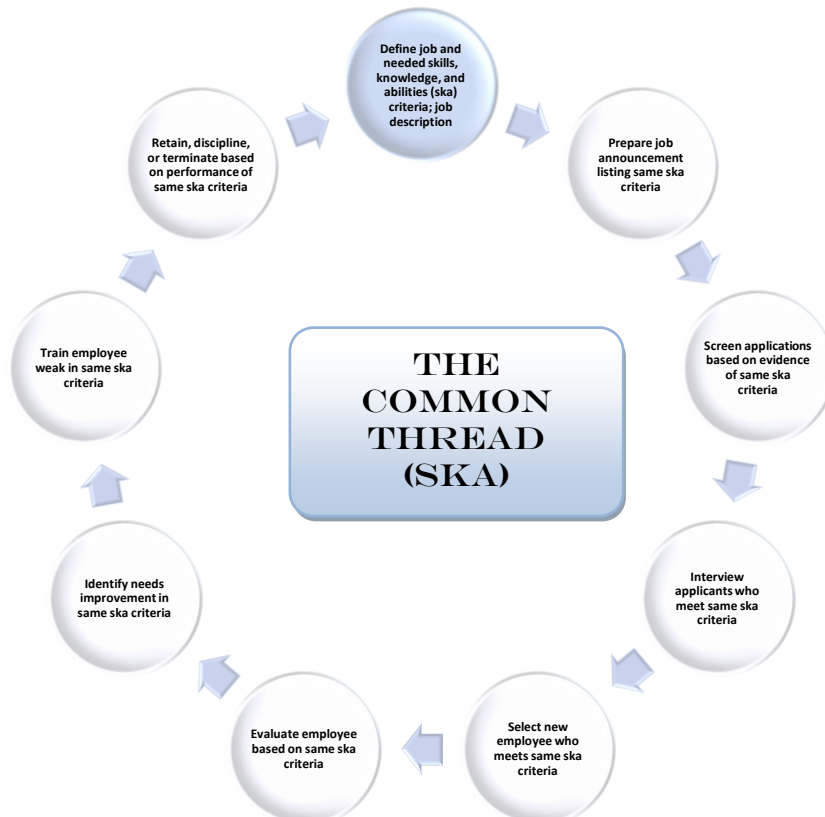 Define job and
needed skills,
knowledge, and
abilities (ska)
criteria; job
description
Prepare job
announcement
listing same ska
criteria
Screen applications
based on evidence
of same ska
criteria
Interview
applicants who
meet same ska
criteria
Select new
employee who
meets same ska
criteria
Evaluate employee
based on same ska
criteria
Identify needs
improvement in
same ska criteria
Train employee
weak in same ska
criteria
Retain, discipline,
or terminate based
on performance of
same ska criteria
THE
COMMON
THREAD
(SKA)